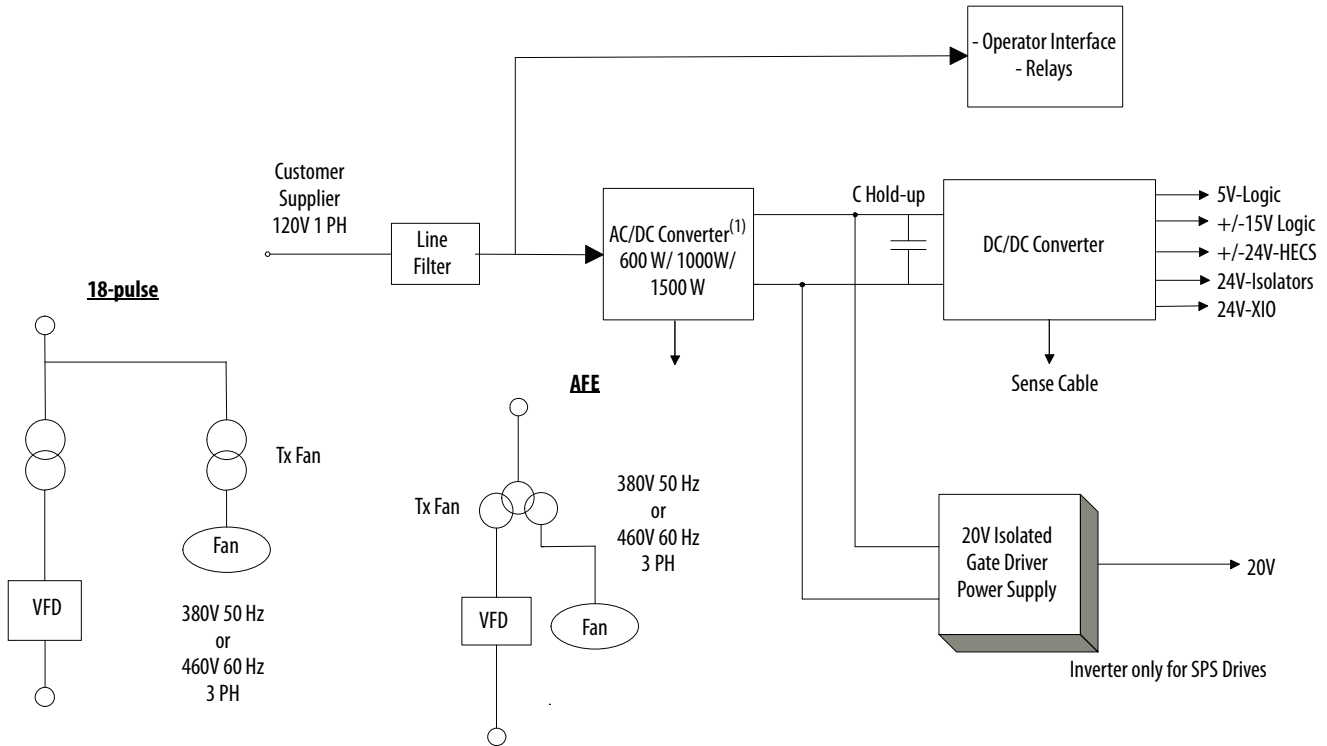 - Operator Interface
- Relays
Customer
Supplier
120V 1 PH
Line
Filter
AC/DC Converter(1)
600 W/ 1000W/
1500 W
C Hold-up
DC/DC Converter
5V-Logic
+/-15V Logic
+/-24V-HECS
24V-Isolators
24V-XIO
Sense Cable
18-pulse
Tx Fan
Fan
VFD
380V 50 Hz
or
460V 60 Hz
3 PH
AFE
Tx Fan
380V 50 Hz
or
460V 60 Hz
3 PH
VFD
Fan
20V Isolated
Gate Driver
Power Supply
20V
Inverter only for SPS Drives